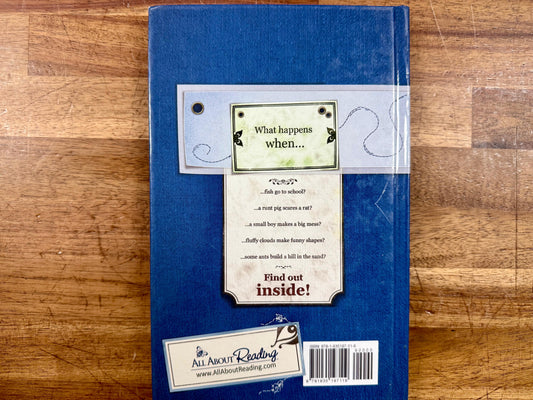 What happens
when...
...fish go to school?
...a runt pig scares a rat?
...a small boy makes a big mess?
...fluffy clouds make funny shapes?
...some ants build a hill in the sand?
Find out
inside!
All About Reading
www.AllAboutReading.com
90000